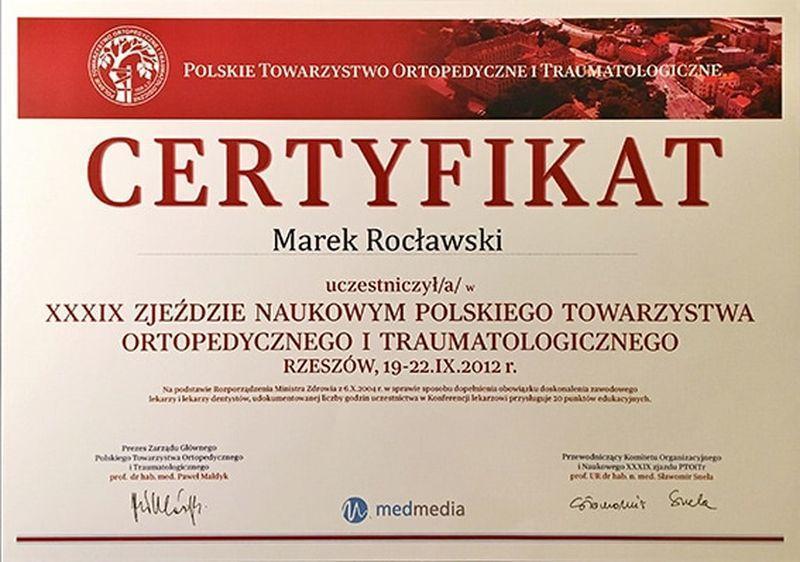 POLSKIE TOWARZYSTWO ORTOPEDYCZNE I TRAUMATOLOGICZNE
CERTYFIKAT
Marek Rocławski
uczestniczył/a/ w
XXXIX ZJEŹDZIE NAUKOWYM POLSKIEGO TOWARZYSTWA
ORTOPEDYCZNEGO I TRAUMATOLOGICZNEGO
RZESZÓW, 19-22.IX.2012 r.
Na podstawie Rozporządzenia Ministra Zdrowia z 6.X.2004 r. w sprawie sposobu dopełnienia obowiązku doskonalenia zawodowego
lekarzy i lekarzy dentystów, udokumentowanej liczby godzin uczestnictwa w Konferencji lekarzowi przysługuje 20 punktów edukacyjnych.
Prezes Zarządu Głównego
Polskiego Towarzystwa Ortopedycznego
i Traumatologicznego
prof. dr hab. med. Paweł Małdyk
Przewodniczący Komitetu Organizacyjnego
i Naukowego XXXIX zjazdu PTOiTr
prof. UR dr hab. n. med. Sławomir Snela
medmedia
Sławomir Snela